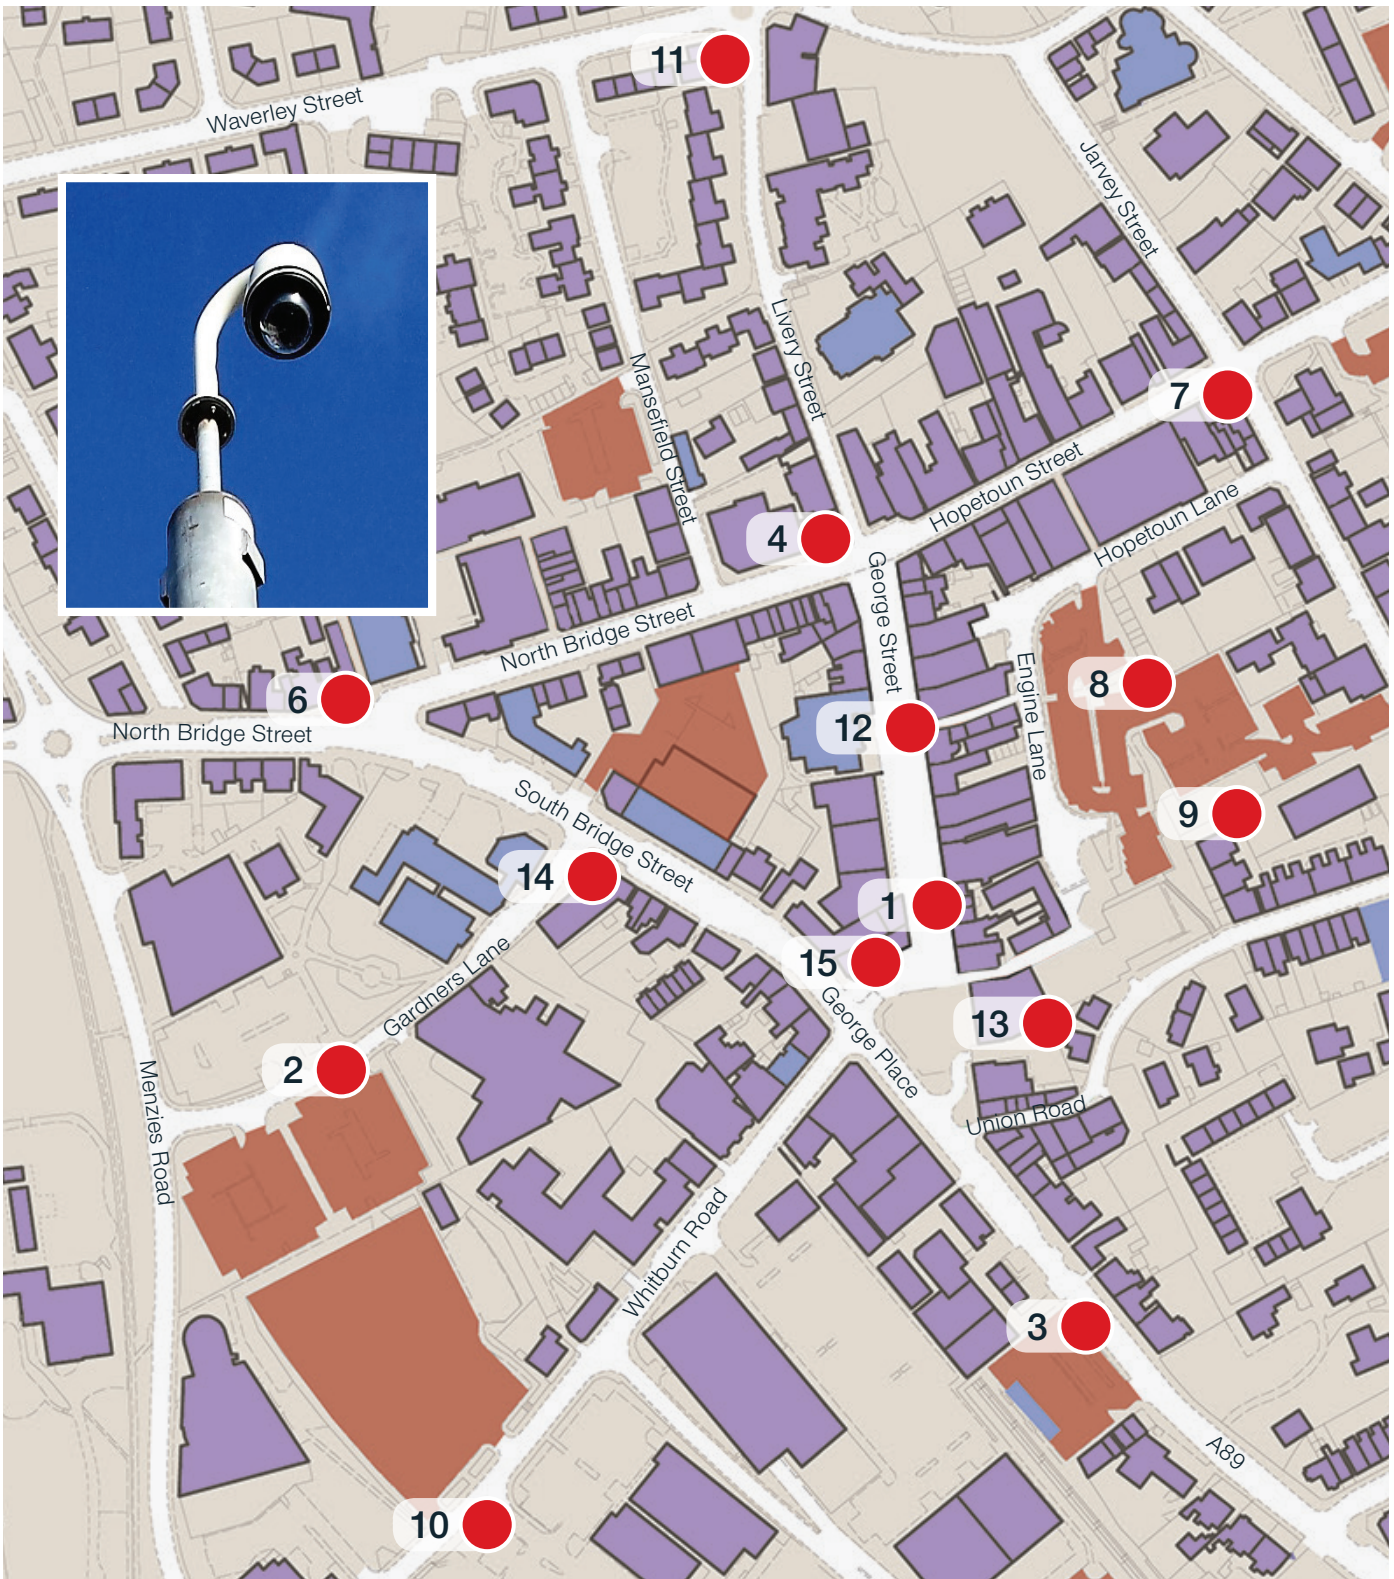 11
Waverley Street
Jarvey Street
Livery Street
Mansefield Street
7
Hopetoun Street
Hopetoun Lane
4
George Street
North Bridge Street
Engine Lane
8
6
12
North Bridge Street
South Bridge Street
9
14
1
15
Gardners Lane
George Place
13
2
Menzies Road
Union Road
Whitburn Road
3
A89
10